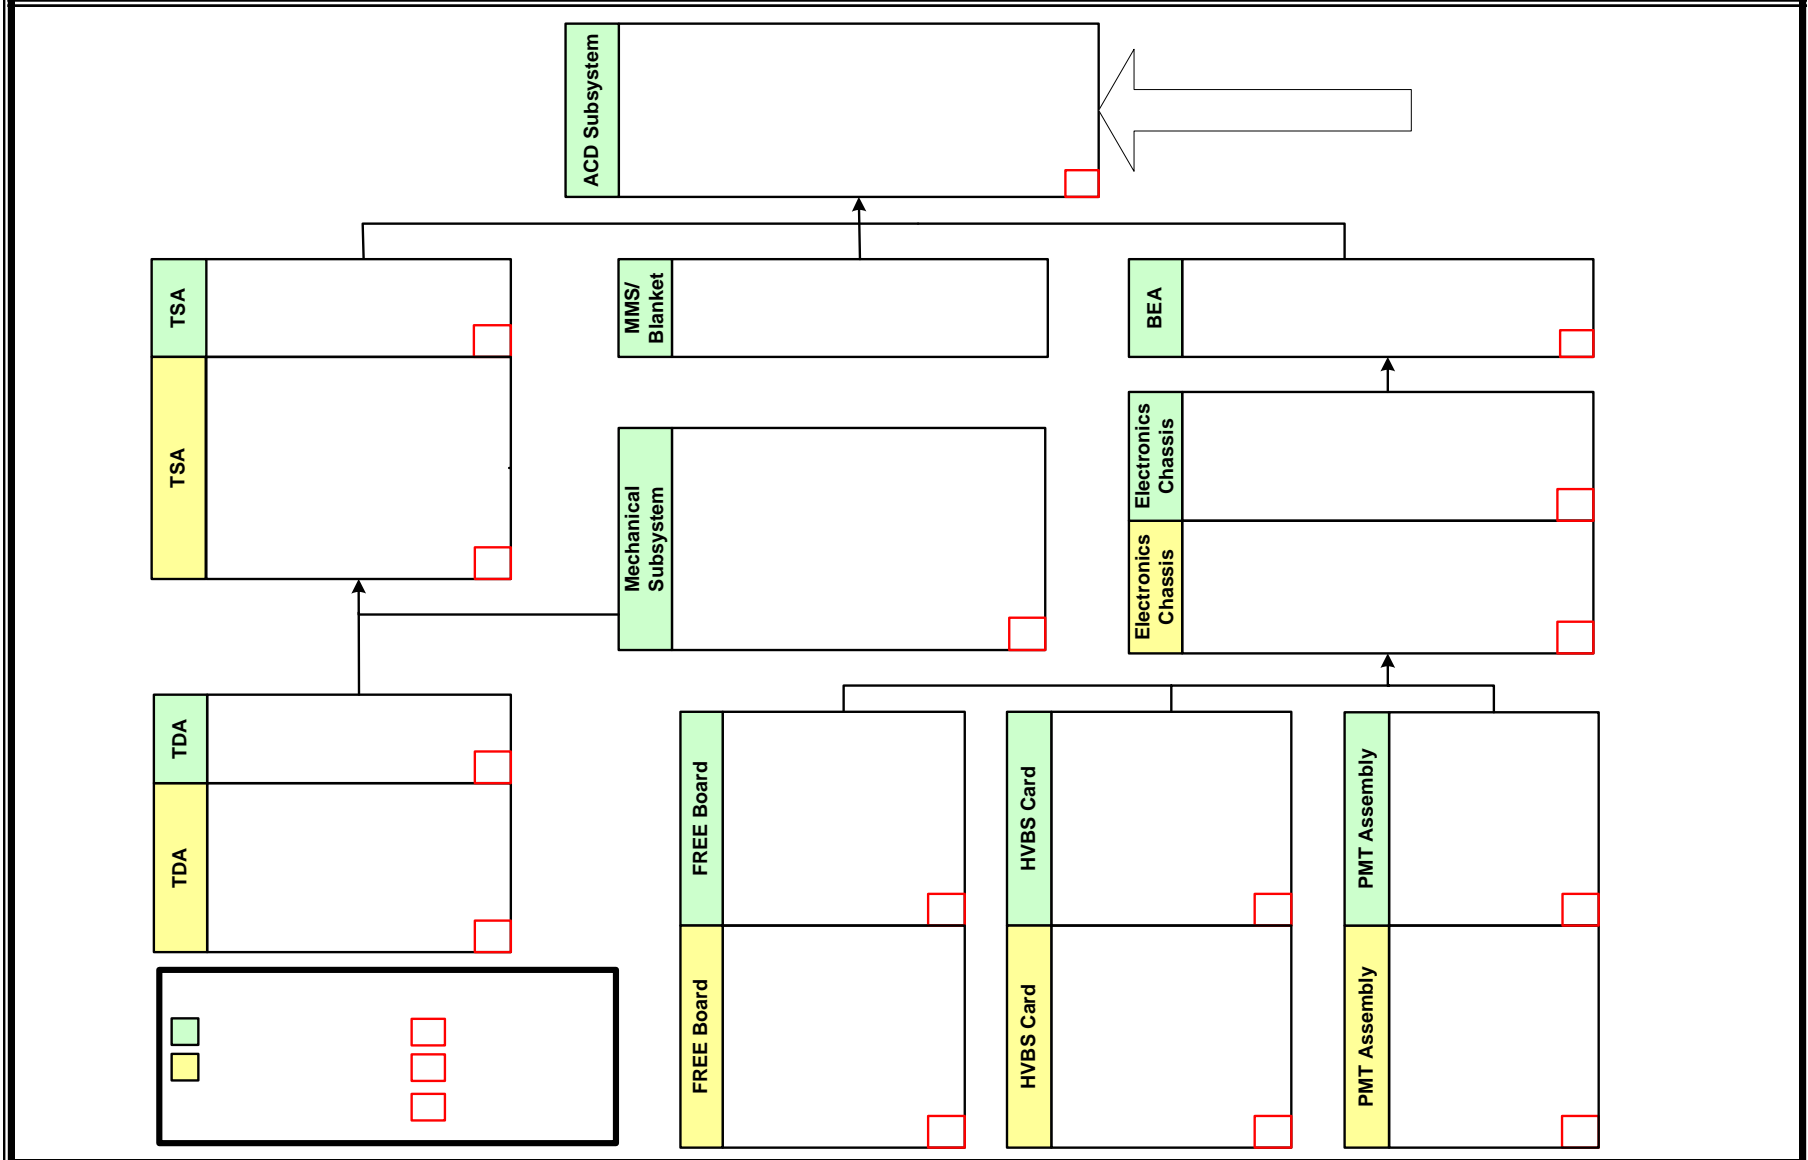 ACD Subsystem
TSA
MMS/
Blanket
BEA
TSA
Mechanical
Subsystem
Electronics
Chassis
Electronics
Chassis
TDA
TDA
FREE Board
HVBS Card
PMT Assembly
FREE Board
HVBS Card
PMT Assembly